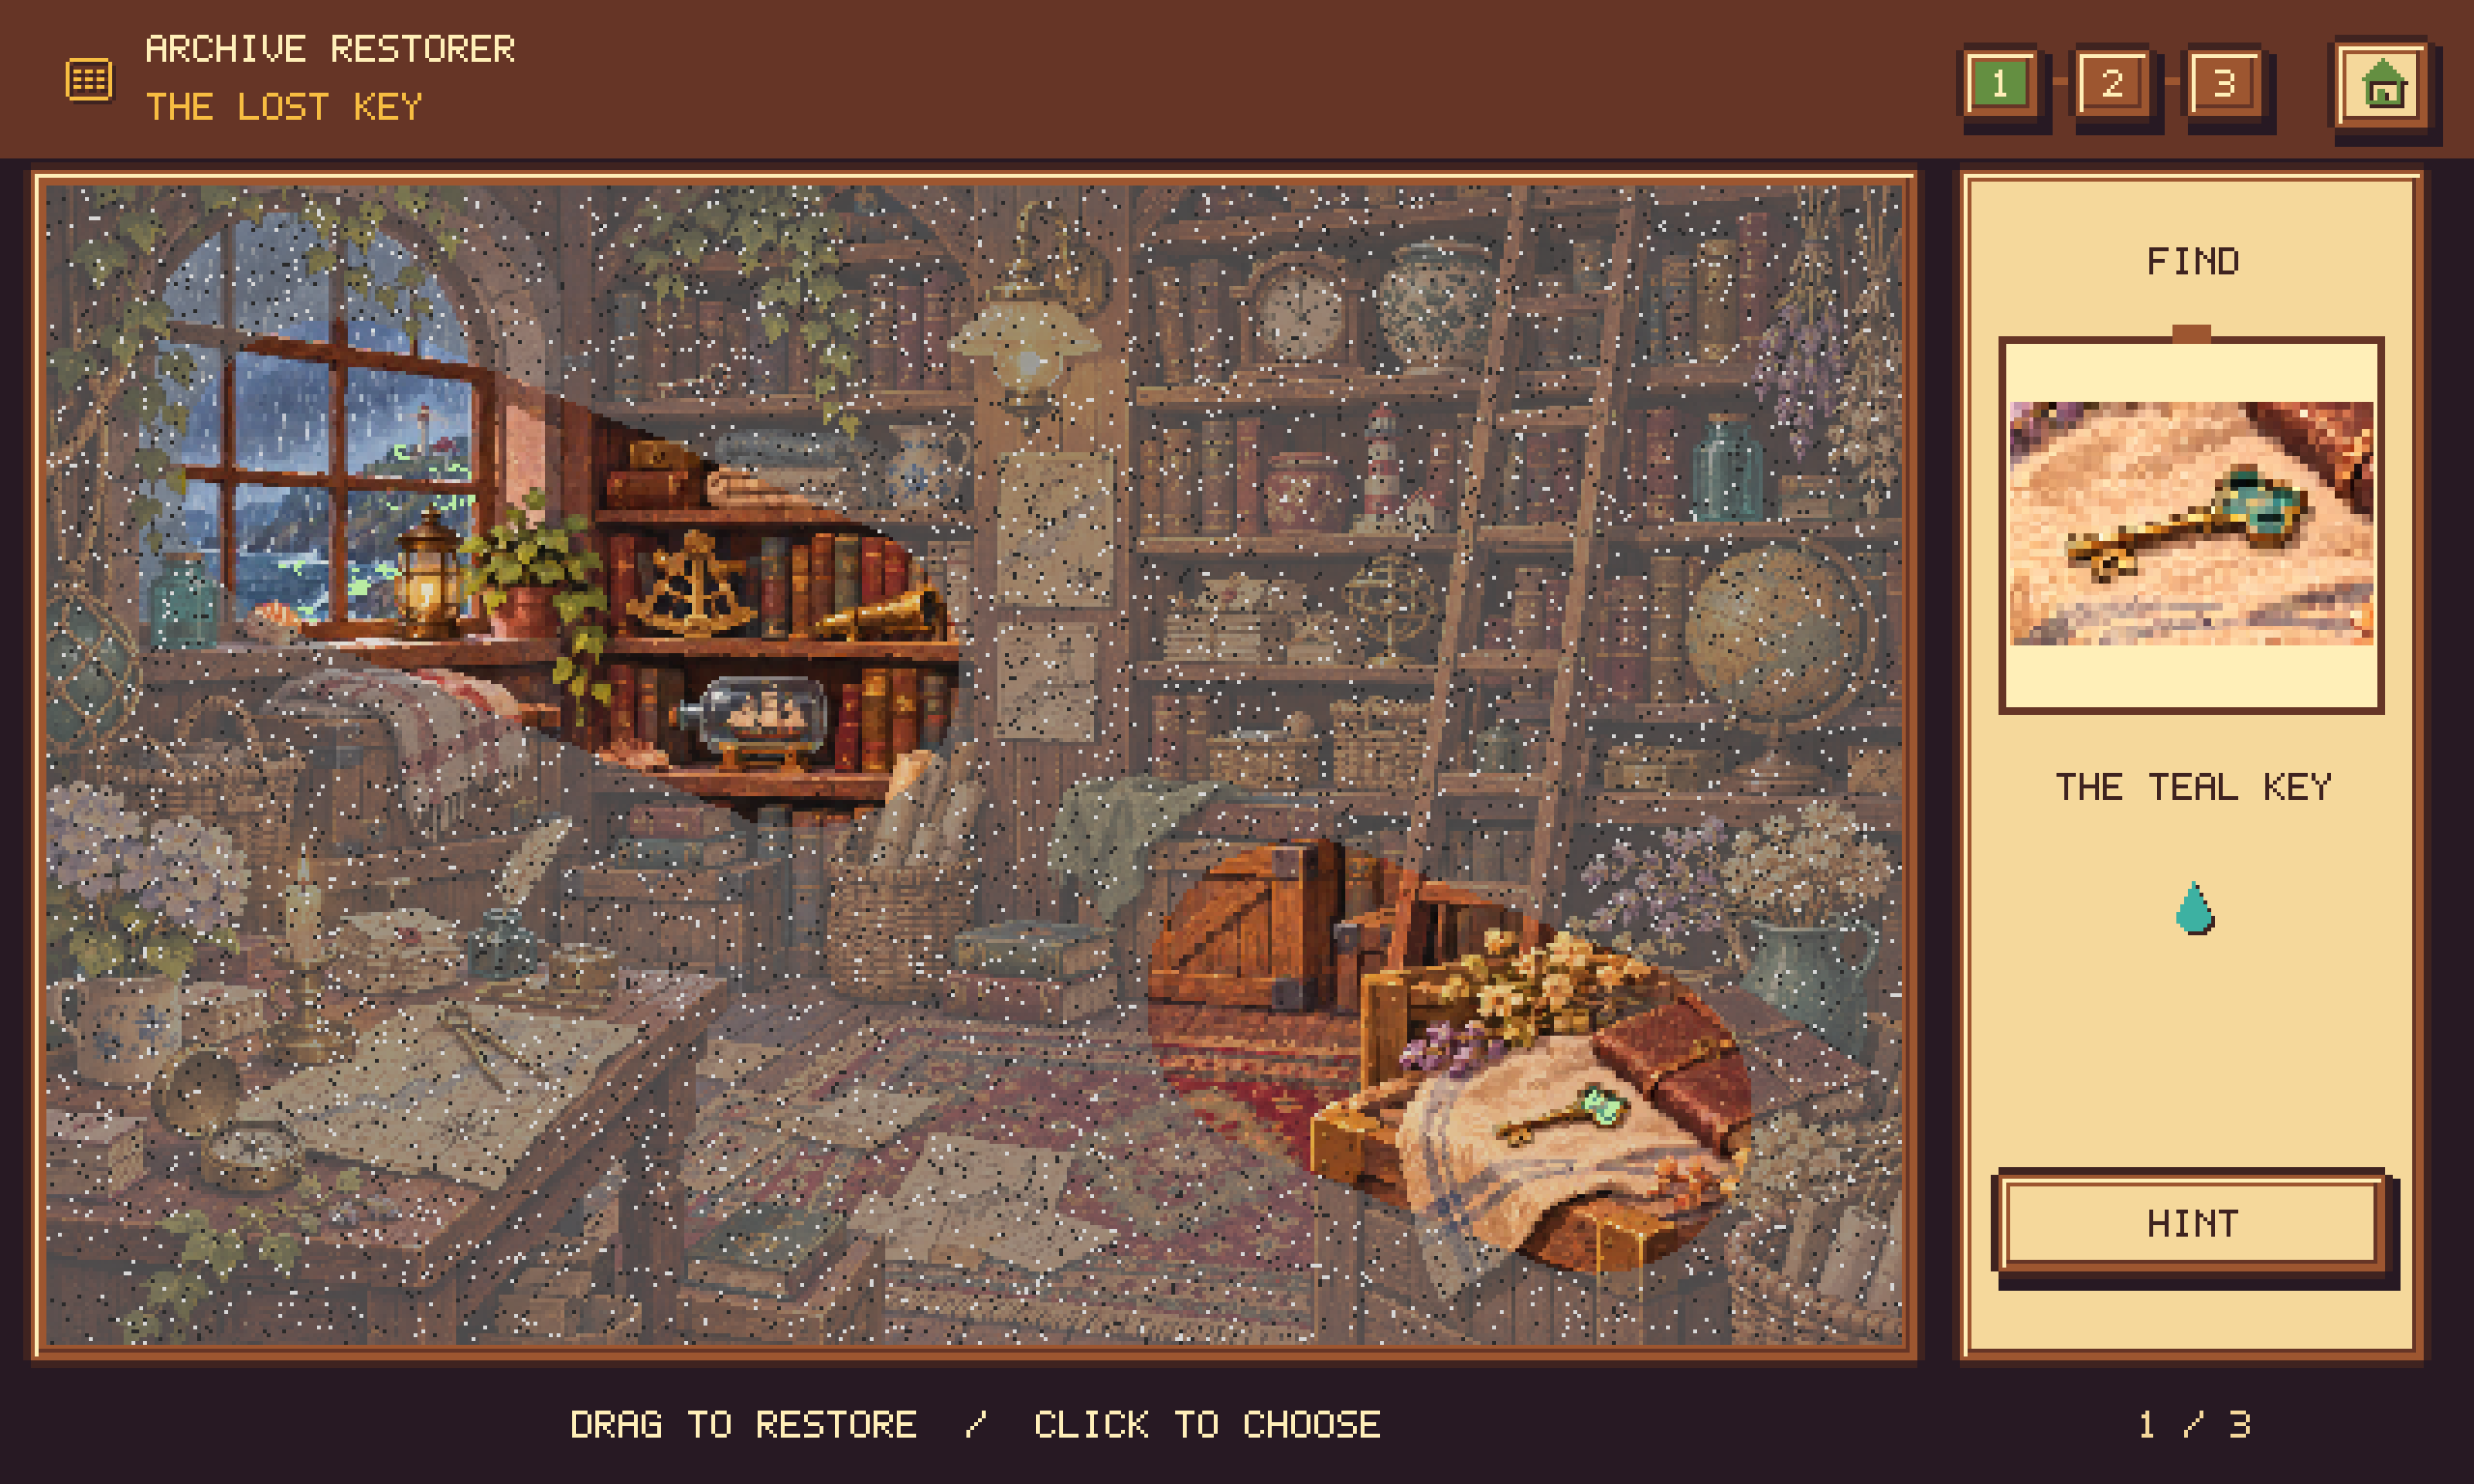 ARCHIVE RESTORER
THE LOST KEY
1 2 3
FIND
THE TEAL KEY
HINT
DRAG TO RESTORE / CLICK TO CHOOSE
1 / 3